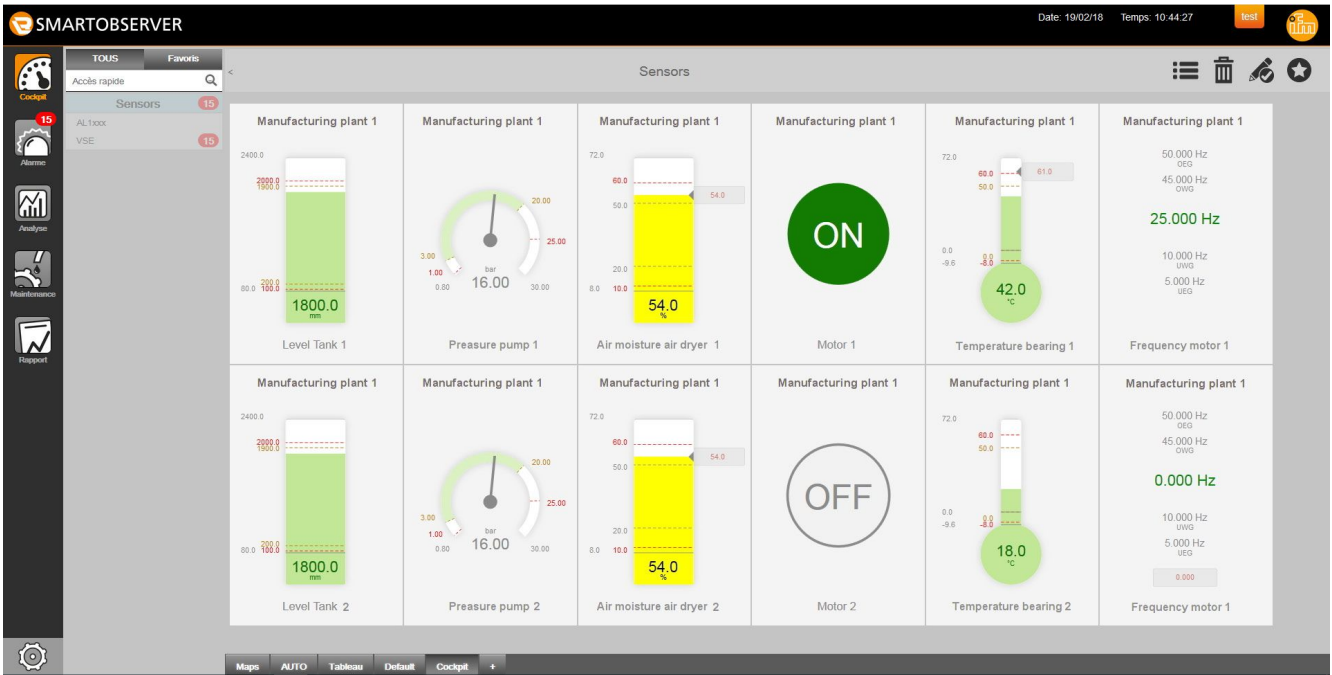 SMARTOBSERVER
Date: 19/02/18 Temps: 10:44:27
test
ifm
Cockpit
15
Alarme
Analyse
Maintenance
Rapport
TOUS Favoris
Accès rapide
Sensors 15
AL1xxx
VSE 15
<
Sensors
Manufacturing plant 1
2400.0
2000.0
1900.0
200.0
80.0 100.0
1800.0
mm
Level Tank 1
Manufacturing plant 1
20.00
25.00
3.00
1.00
bar
0.80 16.00 30.00
Preasure pump 1
Manufacturing plant 1
72.0
60.0
54.0
50.0
20.0
8.0 10.0
54.0
%
Air moisture air dryer 1
Manufacturing plant 1
ON
Motor 1
Manufacturing plant 1
72.0
60.0 61.0
50.0
0.0
0.0
-9.6 -8.0
42.0
°C
Temperature bearing 1
Manufacturing plant 1
50.000 Hz
OEG
45.000 Hz
OWG
25.000 Hz
10.000 Hz
UWG
5.000 Hz
UEG
Frequency motor 1
Manufacturing plant 1
2400.0
2000.0
1900.0
200.0
80.0 100.0
1800.0
mm
Level Tank 2
Manufacturing plant 1
20.00
25.00
3.00
1.00
bar
0.80 16.00 30.00
Preasure pump 2
Manufacturing plant 1
72.0
60.0
54.0
50.0
20.0
8.0 10.0
54.0
%
Air moisture air dryer 2
Manufacturing plant 1
OFF
Motor 2
Manufacturing plant 1
72.0
60.0
50.0
0.0
0.0
-9.6 -8.0
18.0
°C
Temperature bearing 2
Manufacturing plant 1
50.000 Hz
OEG
45.000 Hz
OWG
0.000 Hz
10.000 Hz
UWG
5.000 Hz
UEG
0.000
Frequency motor 1
Maps AUTO Tableau Default Cockpit +